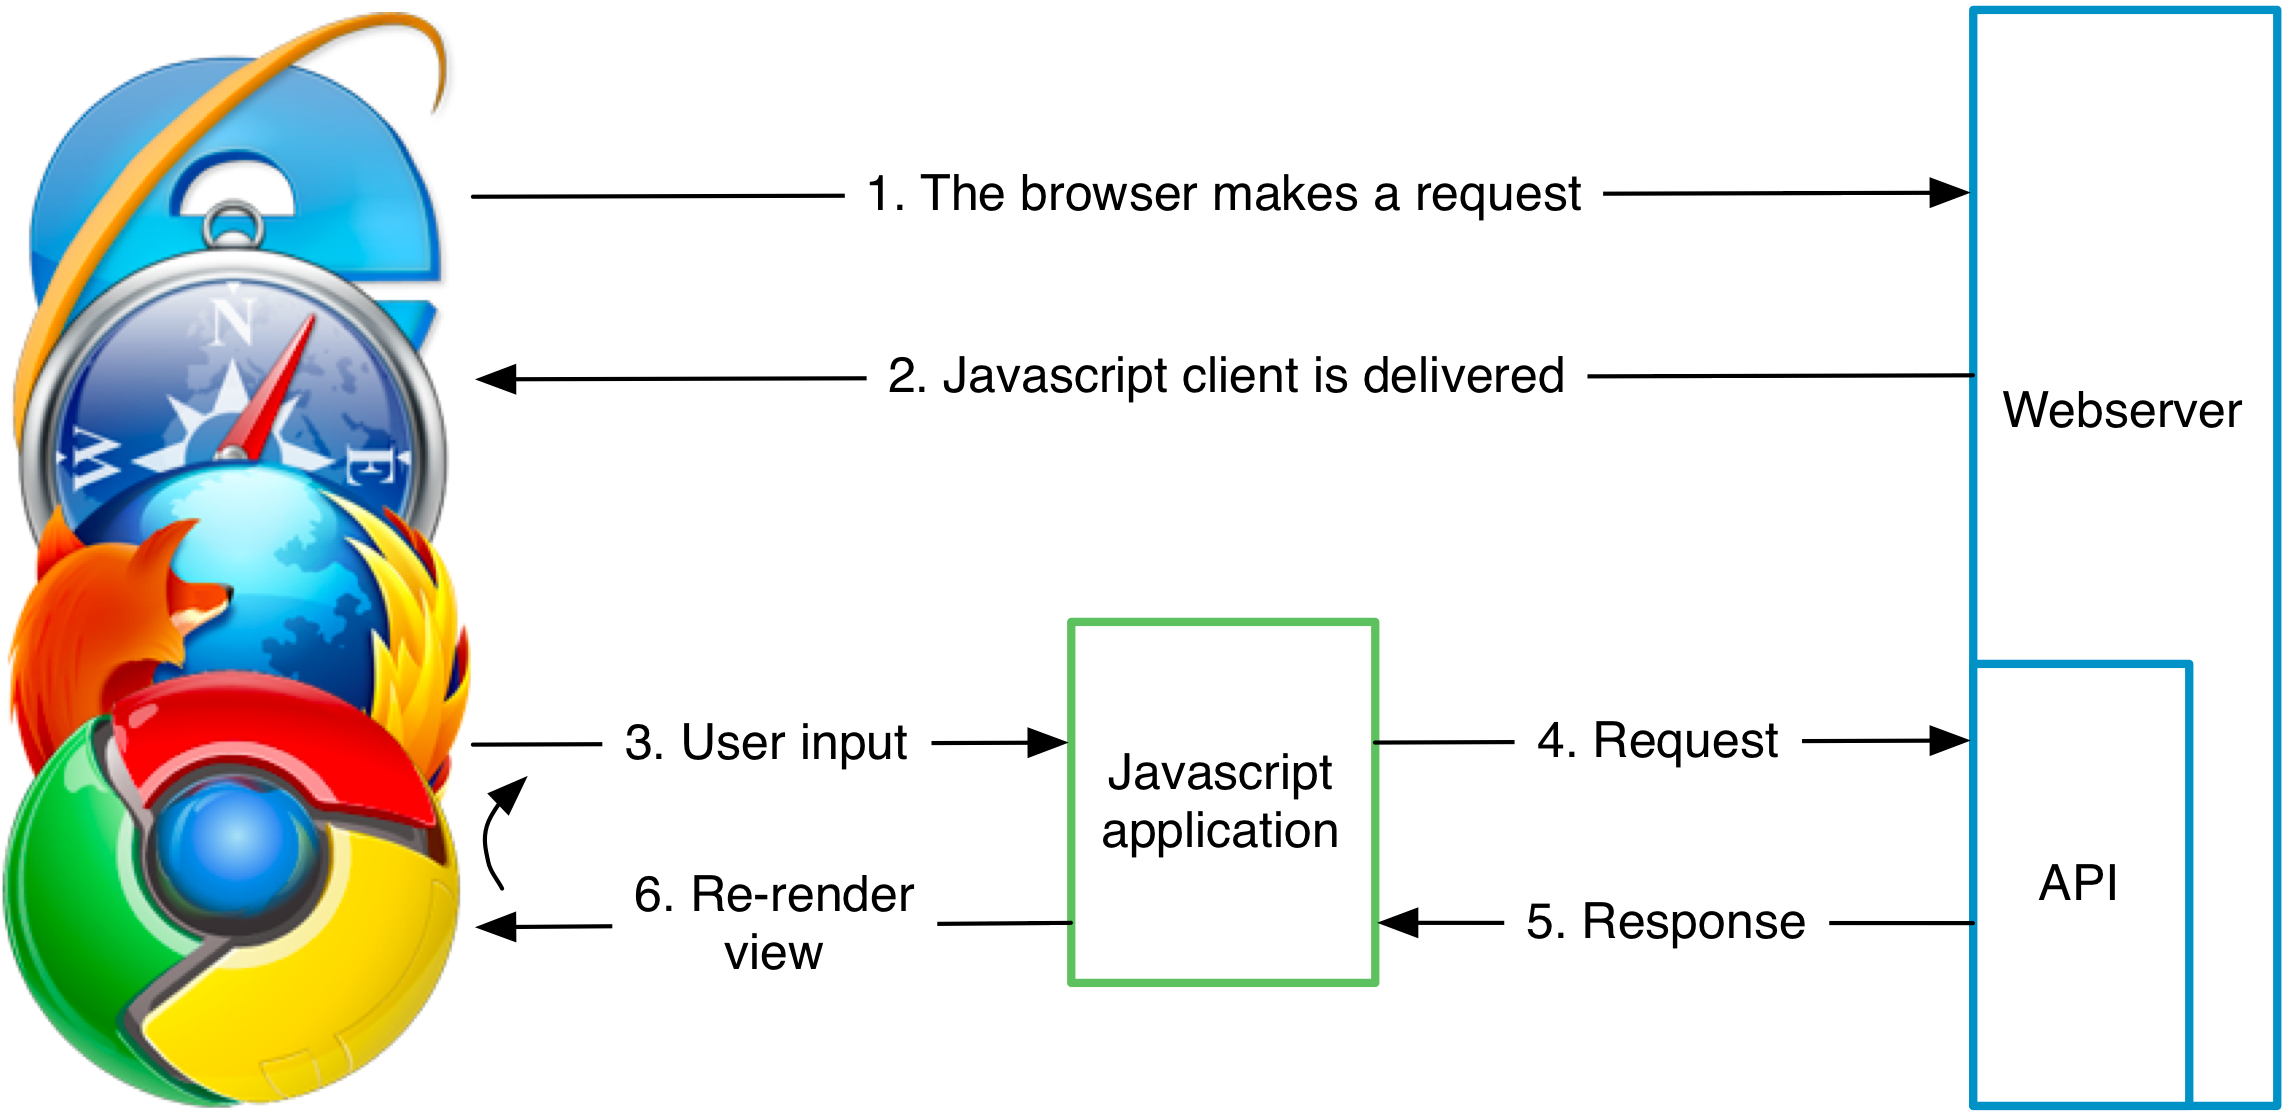 1. The browser makes a request
2. Javascript client is delivered
Webserver
N
W
E
3. User input
Javascript
application
4. Request
API
6. Re-render
view
5. Response